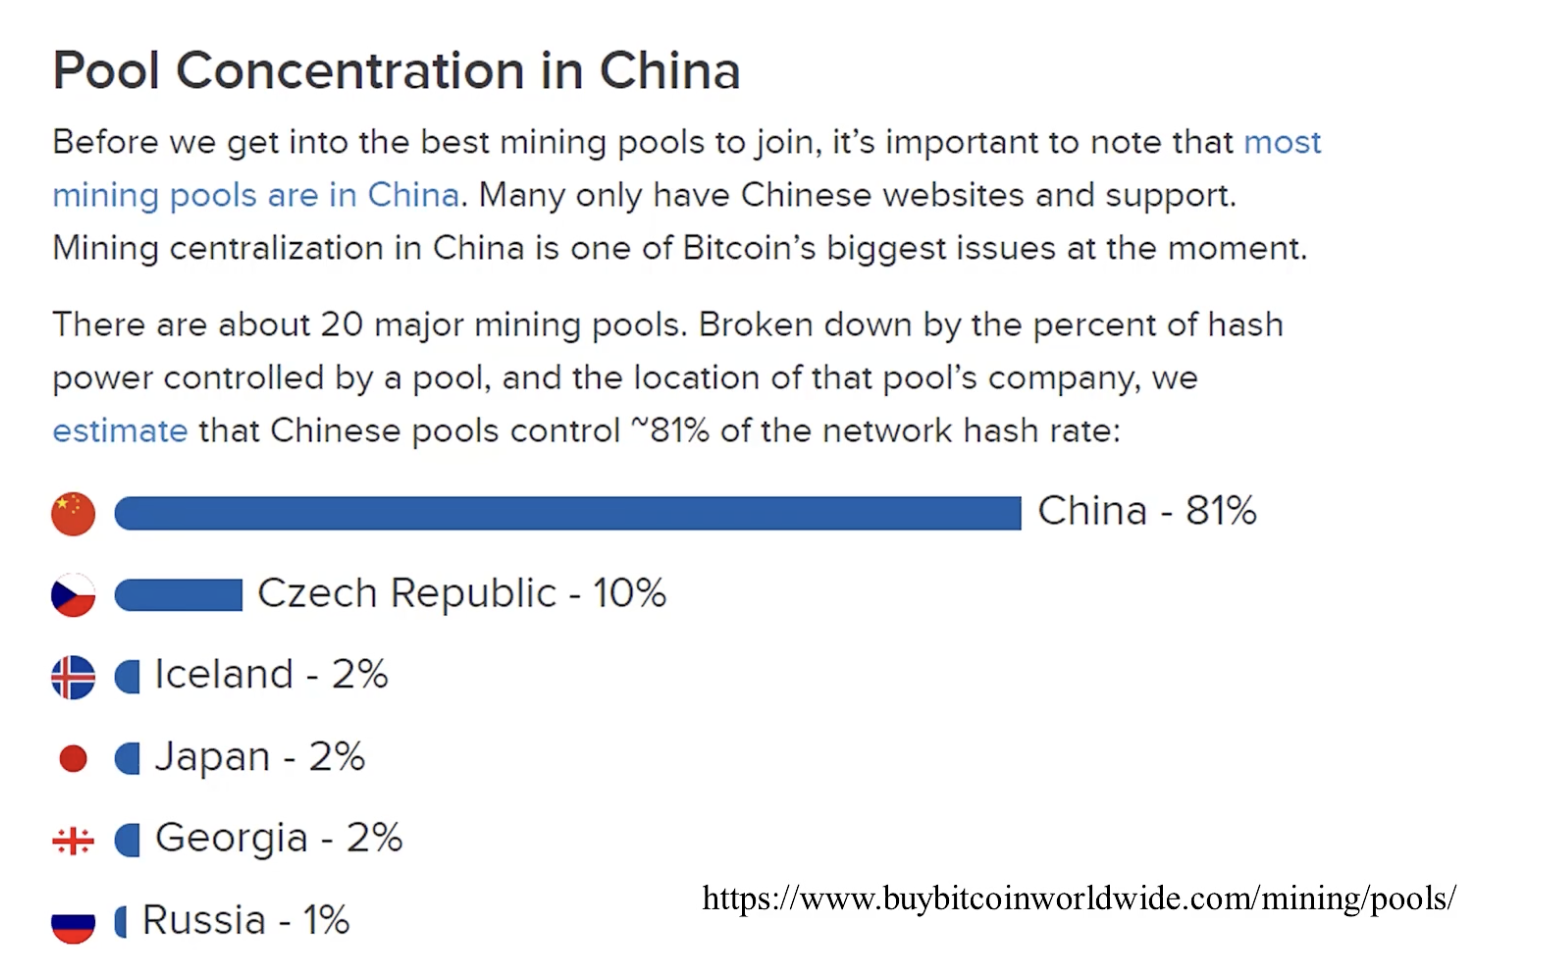 Pool Concentration in China
Before we get into the best mining pools to join, it’s important to note that most
mining pools are in China. Many only have Chinese websites and support.
Mining centralization in China is one of Bitcoin’s biggest issues at the moment.
There are about 20 major mining pools. Broken down by the percent of hash
power controlled by a pool, and the location of that pool’s company, we
estimate that Chinese pools control ~81% of the network hash rate:
China - 81%
Czech Republic - 10%
Iceland - 2%
Japan - 2%
Georgia - 2%
Russia - 1%
https://www.buybitcoinworldwide.com/mining/pools/